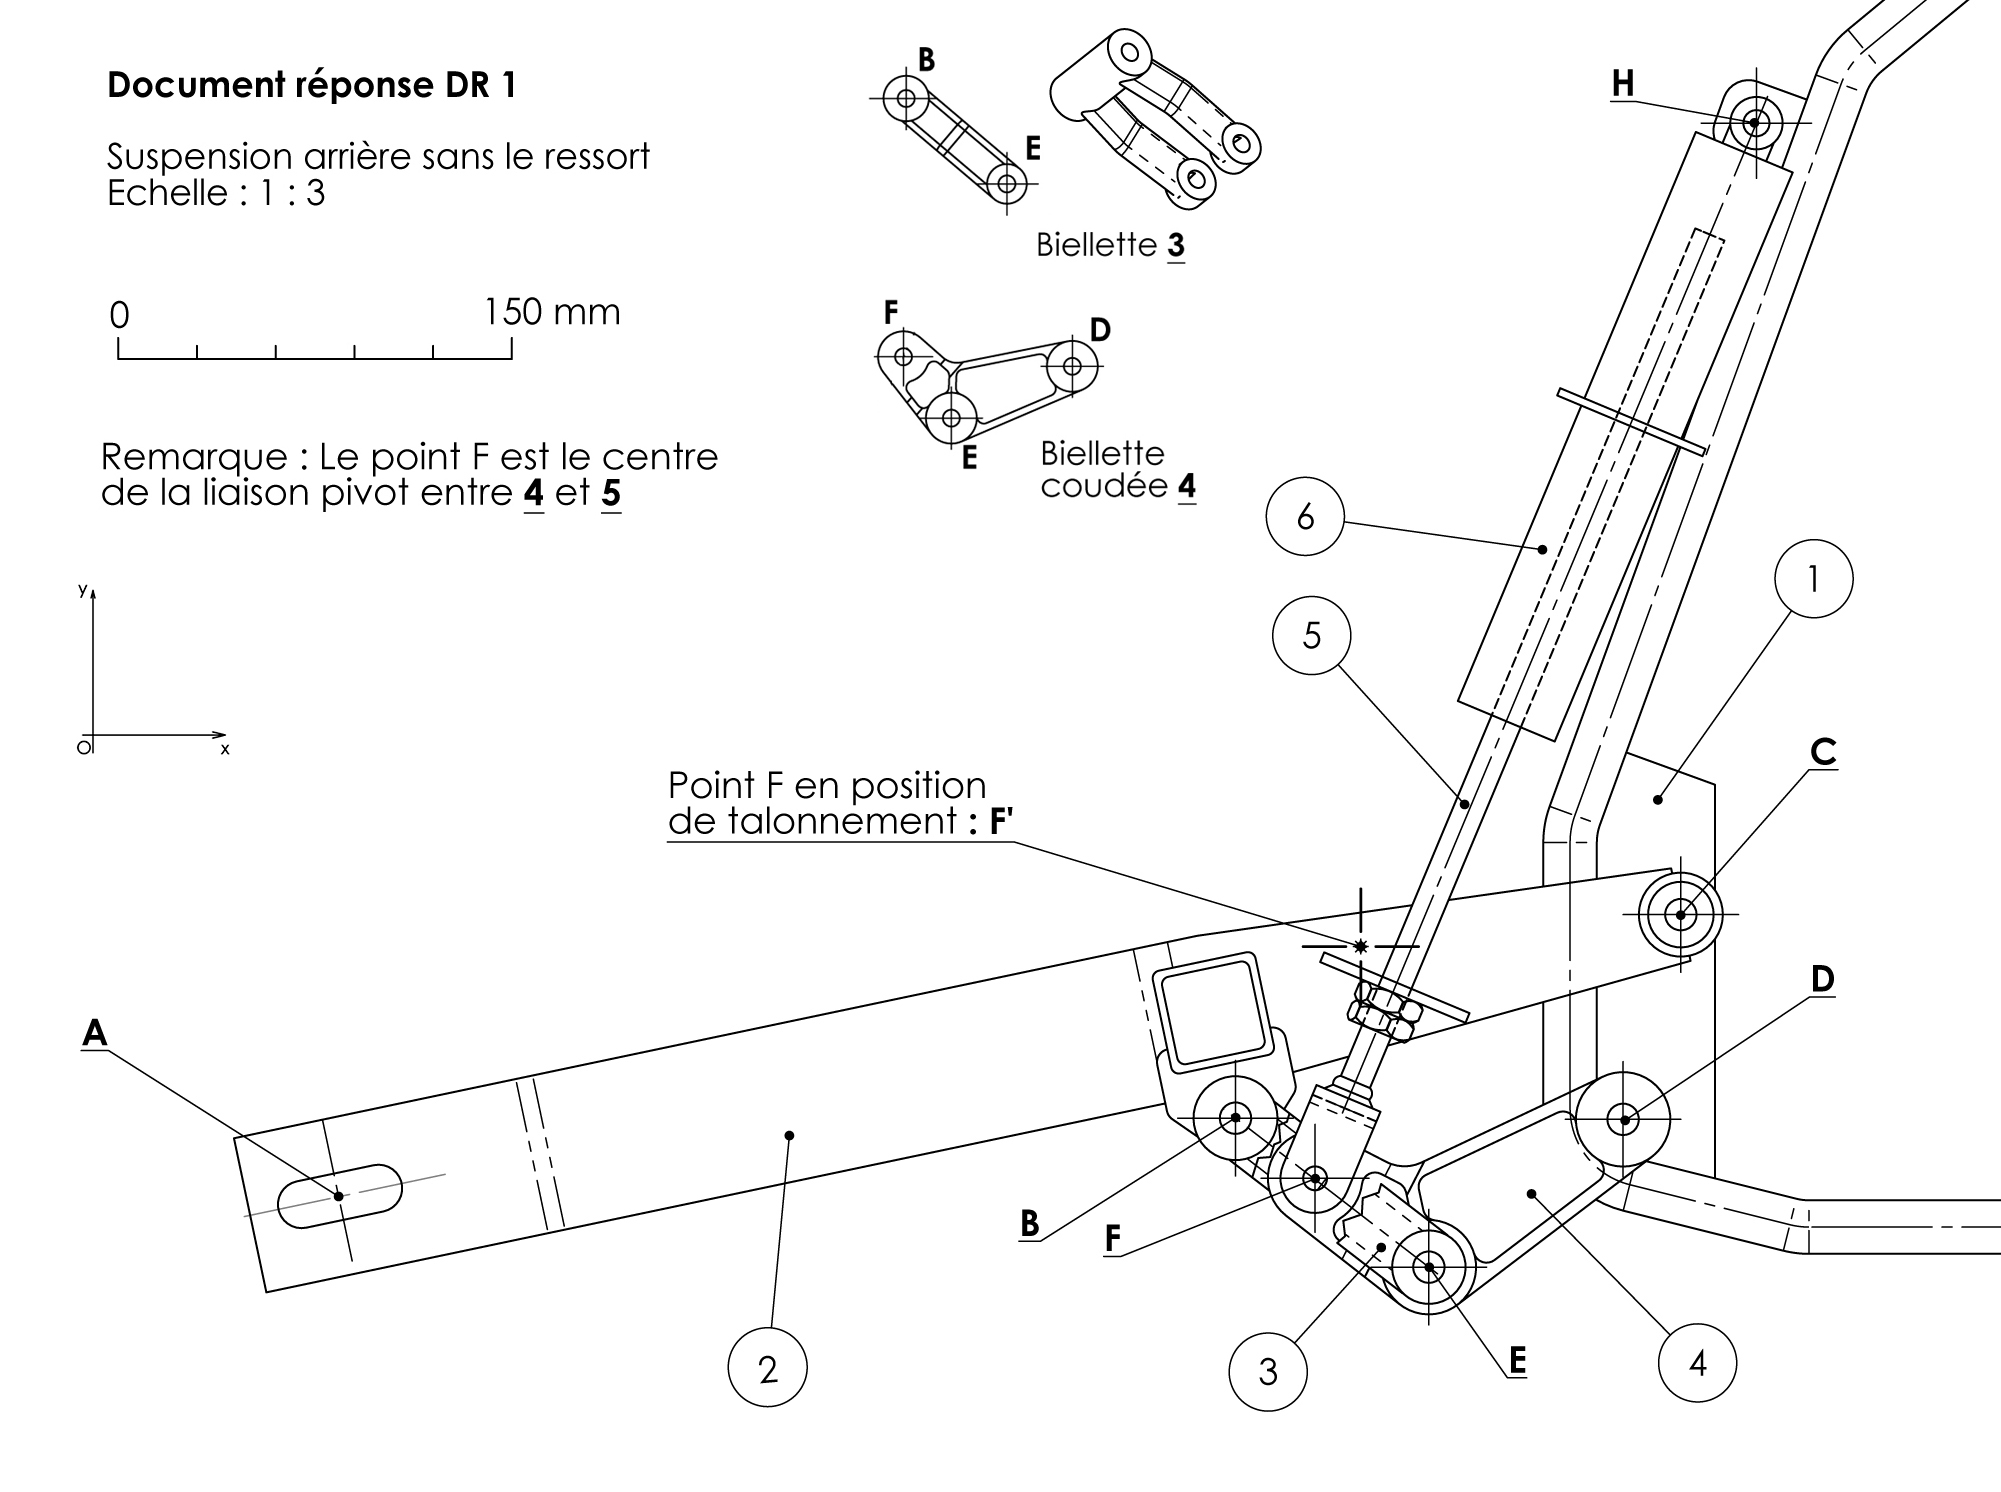 Document réponse DR 1
Suspension arrière sans le ressort
Echelle : 1 : 3
0
150 mm
Remarque : Le point F est le centre
de la liaison pivot entre 4 et 5
y
O
x
B
E
Biellette 3
F
D
E
Biellette
coudée 4
H
6
5
1
C
Point F en position
de talonnement : F'
D
A
B
F
2
3
E
4